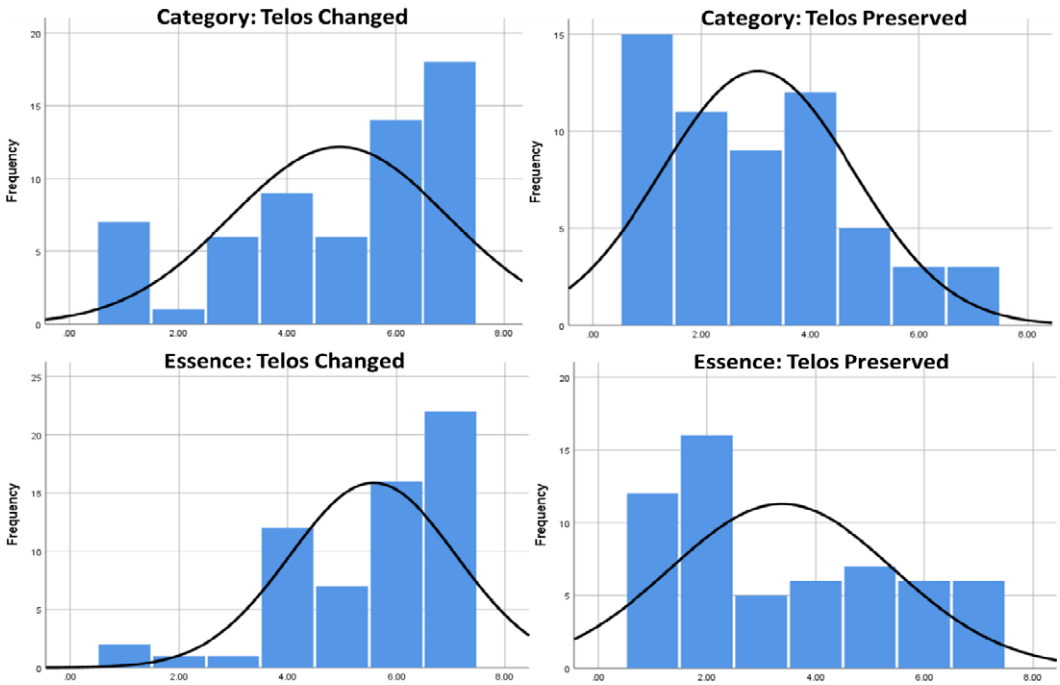 Category: Telos Changed
20
15
10
5
0
Frequency
.00 2.00 4.00 6.00 8.00
Category: Telos Preserved
15
10
5
0
Frequency
.00 2.00 4.00 6.00 8.00
Essence: Telos Changed
25
20
15
10
5
0
Frequency
.00 2.00 4.00 6.00 8.00
Essence: Telos Preserved
20
15
10
5
0
Frequency
.00 2.00 4.00 6.00 8.00